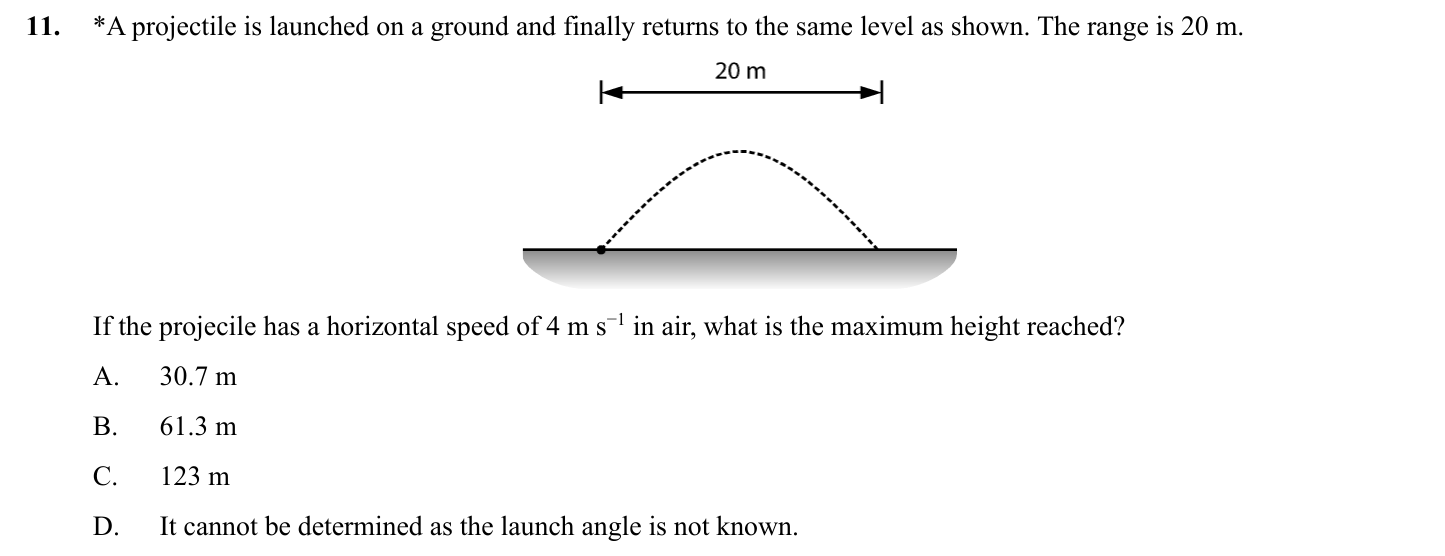 11. *A projectile is launched on a ground and finally returns to the same level as shown. The range is 20 m.
20 m
If the projecile has a horizontal speed of 4 m s⁻¹ in air, what is the maximum height reached?
A. 30.7 m
B. 61.3 m
C. 123 m
D. It cannot be determined as the launch angle is not known.